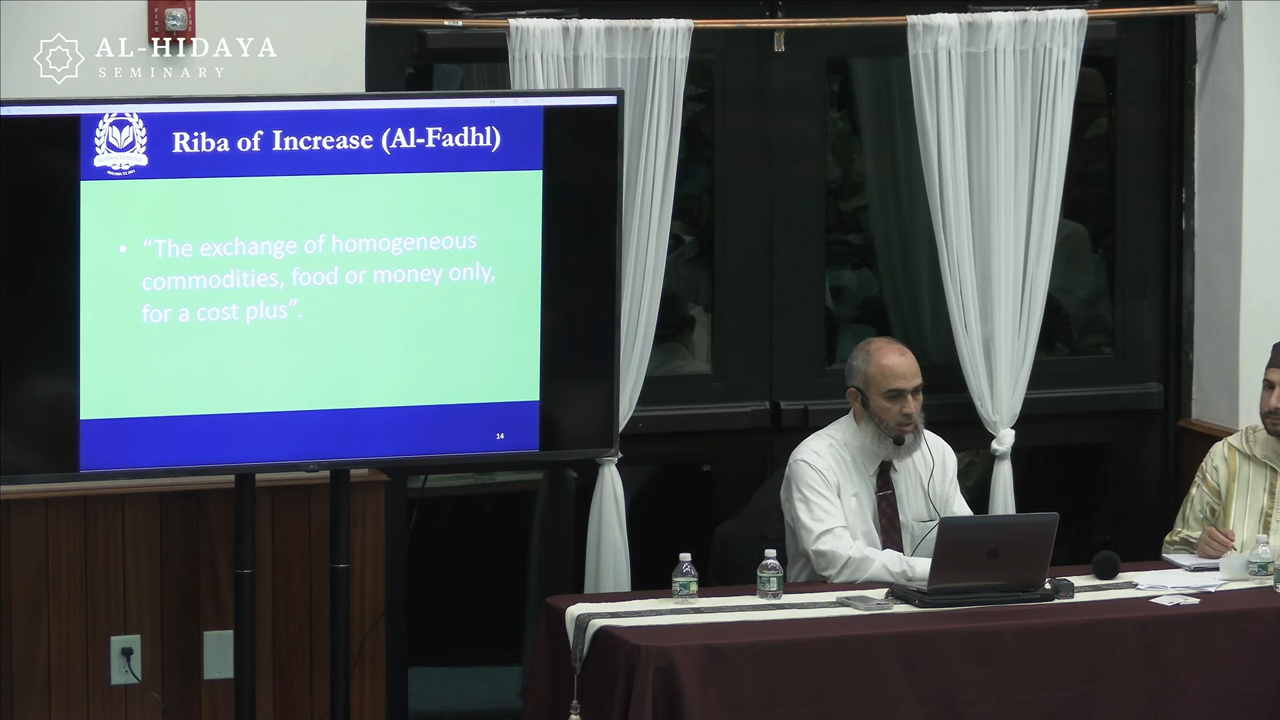 FIRE
AL-HIDAYA
SEMINARY
Riba of Increase (Al-Fadhl)
• “The exchange of homogeneous
commodities, food or money only,
for a cost plus”.
14